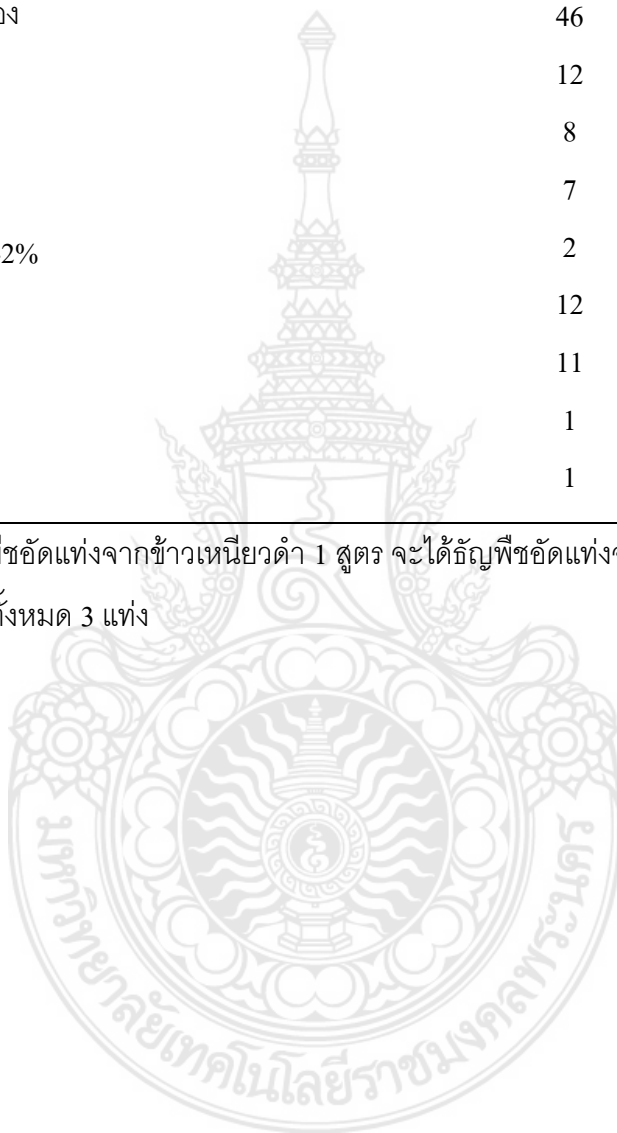 อง 46
12
8
7
2% 2
12
11
1
1
พืชอัดแท่งจากข้าวเหนียวดำ 1 สูตร จะได้ธัญพืชอัดแท่งจ
ทั้งหมด 3 แท่ง
มหาวิทยาลัยเทคโนโลยีราชมงคลพระนคร